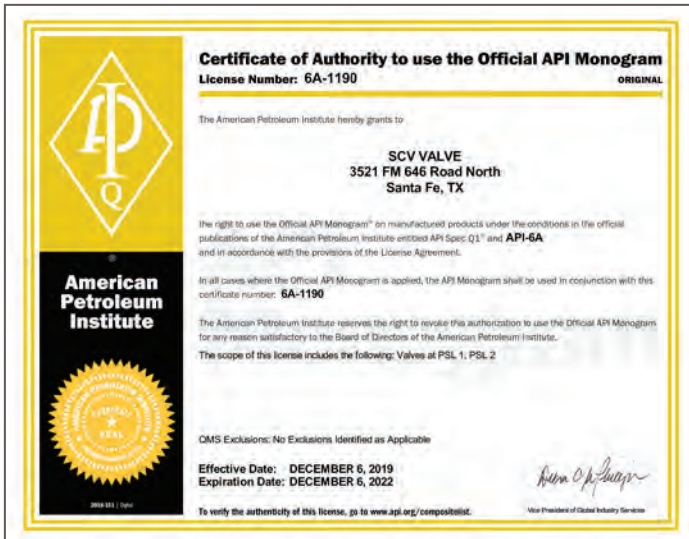 Certificate of Authority to use the Official API Monogram
License Number: 6A-1190
ORIGINAL
The American Petroleum Institute hereby grants to
SCV VALVE
3521 FM 646 Road North
Santa Fe, TX
the right to use the Official API Monogram® on manufactured products under the conditions in the official
publications of the American Petroleum Institute entitled API Spec Q1® and API-6A
and in accordance with the provisions of the License Agreement.
In all cases where the Official API Monogram is applied, the API Monogram shall be used in conjunction with this
certificate number: 6A-1190
The American Petroleum Institute reserves the right to revoke this authorization to use the Official API Monogram
for any reason satisfactory to the Board of Directors of the American Petroleum Institute.
The scope of this license includes the following: Valves at PSL 1, PSL 2
QMS Exclusions: No Exclusions Identified as Applicable
Effective Date: DECEMBER 6, 2019
Expiration Date: DECEMBER 6, 2022
To verify the authenticity of this license, go to www.api.org/compositelist.
Vice President of Global Industry Services
API
Q
American
Petroleum
Institute
SEAL
| Digital